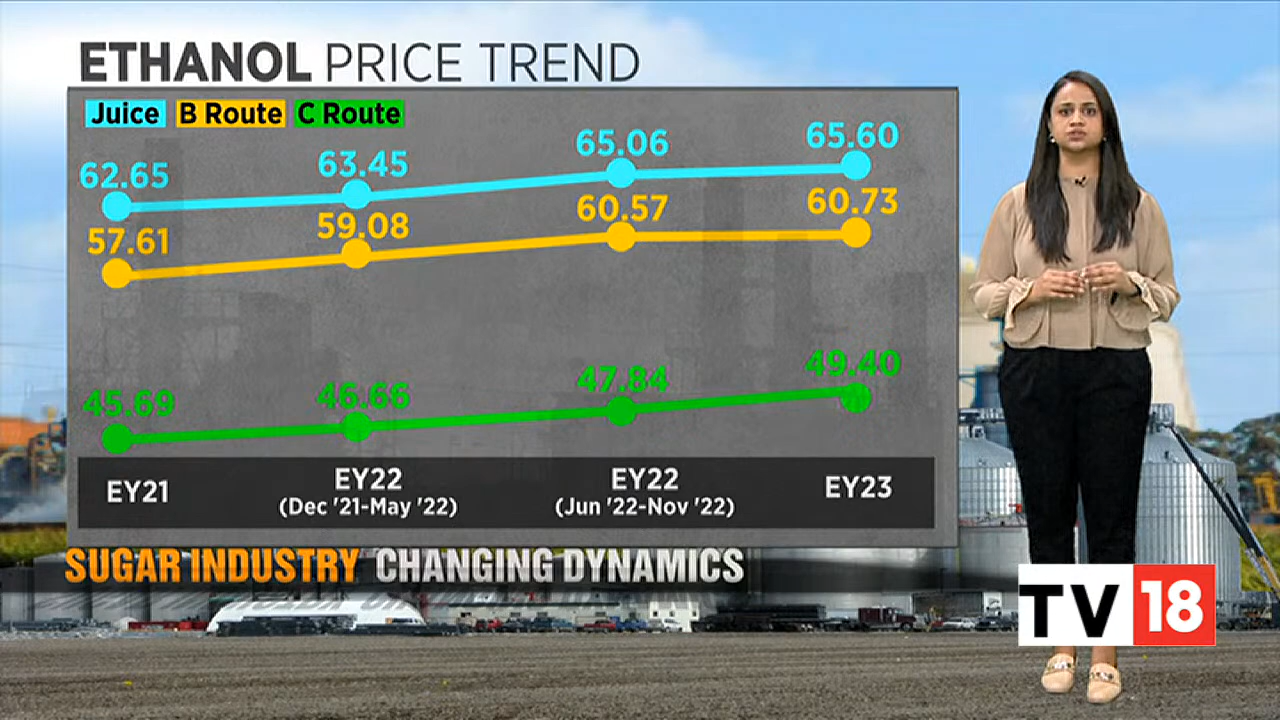 ETHANOL PRICE TREND
Juice B Route C Route
62.65 63.45 65.06 65.60
57.61 59.08 60.57 60.73
45.69 46.66 47.84 49.40
EY21 EY22 EY22 EY23
(Dec '21-May '22) (Jun '22-Nov '22)
SUGAR INDUSTRY CHANGING DYNAMICS
TV18